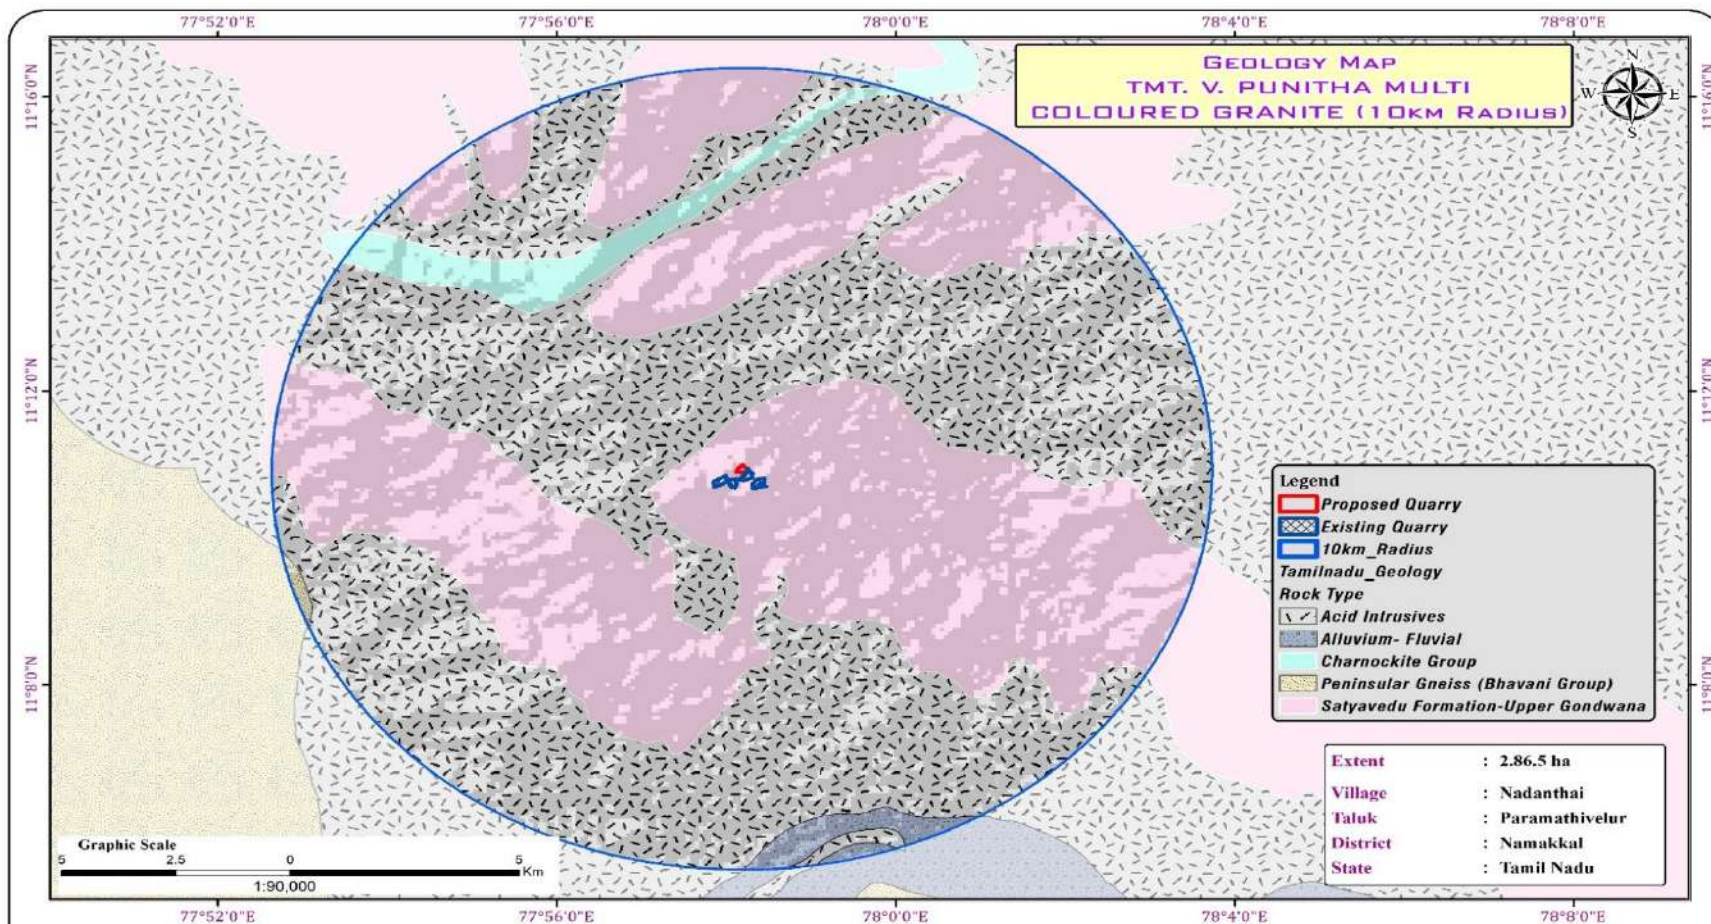 77°52'0"E 77°56'0"E 78°0'0"E 78°4'0"E 78°8'0"E
GEOLOGY MAP
TMT. V. PUNITHA MULTI
COLOURED GRANITE (10KM RADIUS)
N
W E
S
11°16'0"N 11°16'0"N
11°12'0"N 11°12'0"N
11°8'0"N 11°8'0"N
Legend
Proposed Quarry
Existing Quarry
10km_Radius
Tamilnadu_Geology
Rock Type
Acid Intrusives
Alluvium- Fluvial
Charnockite Group
Peninsular Gneiss (Bhavani Group)
Satyavedu Formation-Upper Gondwana
Extent : 2.86.5 ha
Village : Nadanthai
Taluk : Paramathivelur
District : Namakkal
State : Tamil Nadu
Graphic Scale
5 2.5 0 5
Km
1:90,000
77°52'0"E 77°56'0"E 78°0'0"E 78°4'0"E 78°8'0"E